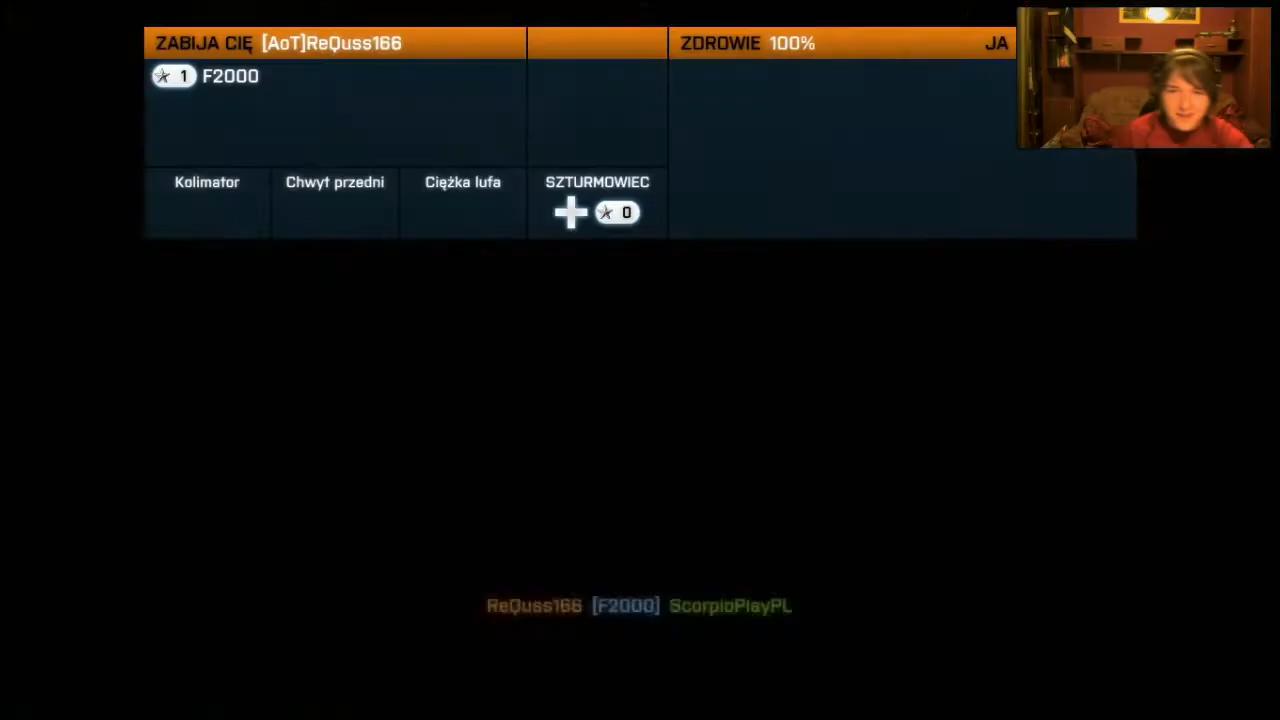 ZABIJA CIĘ [AoT]ReQuss166
ZDROWIE 100%
JA
1 F2000
Kolimator
Chwyt przedni
Ciężka lufa
SZTURMOWIEC
0
ReQuss166 [F2000] ScorpioPlayPL